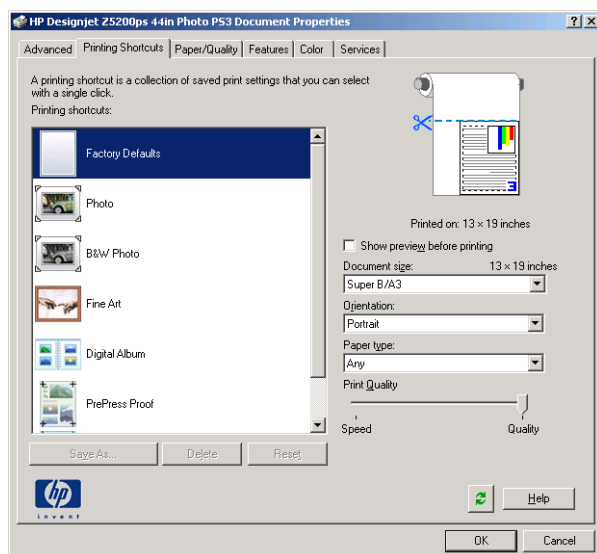 HP Designjet Z5200ps 44in Photo PS3 Document Properties
Advanced Printing Shortcuts Paper/Quality Features Color Services
A printing shortcut is a collection of saved print settings that you can select
with a single click.
Printing shortcuts:
Factory Defaults
Photo
B&W Photo
Fine Art
Digital Album
PrePress Proof
Save As... Delete Reset
3
Printed on: 13 × 19 inches
Show preview before printing
Document size: 13 × 19 inches
Super B/A3
Orientation:
Portrait
Paper type:
Any
Print Quality
Speed Quality
hp
invent
Help
OK Cancel